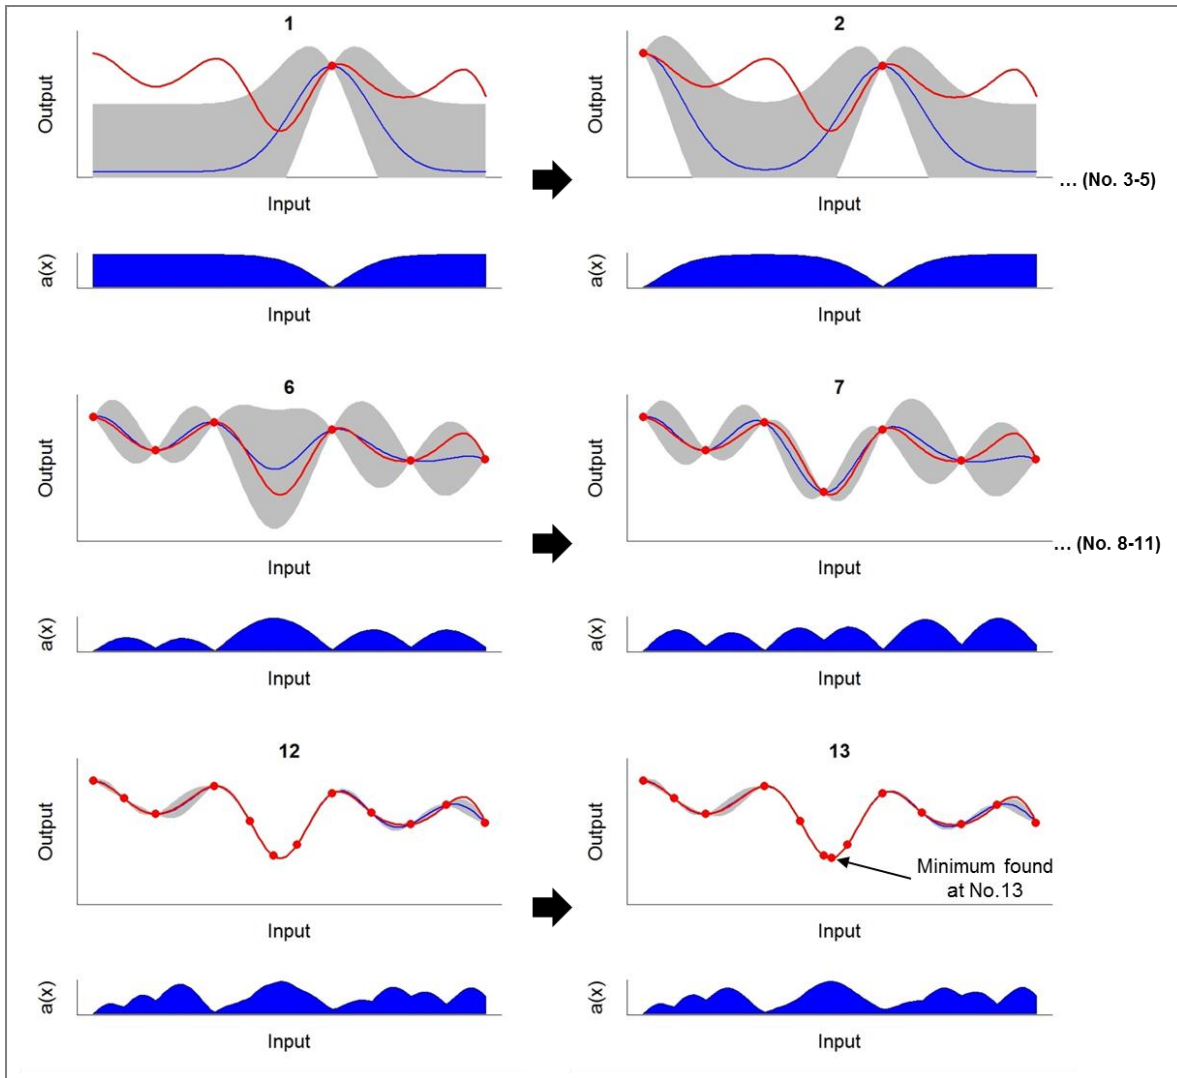 1
2
Output
Output
... (No. 3-5)
Input
Input
a(x)
a(x)
Input
Input
6
7
Output
Output
... (No. 8-11)
Input
Input
a(x)
a(x)
Input
Input
12
13
Output
Output
Minimum found
at No.13
Input
Input
a(x)
a(x)
Input
Input